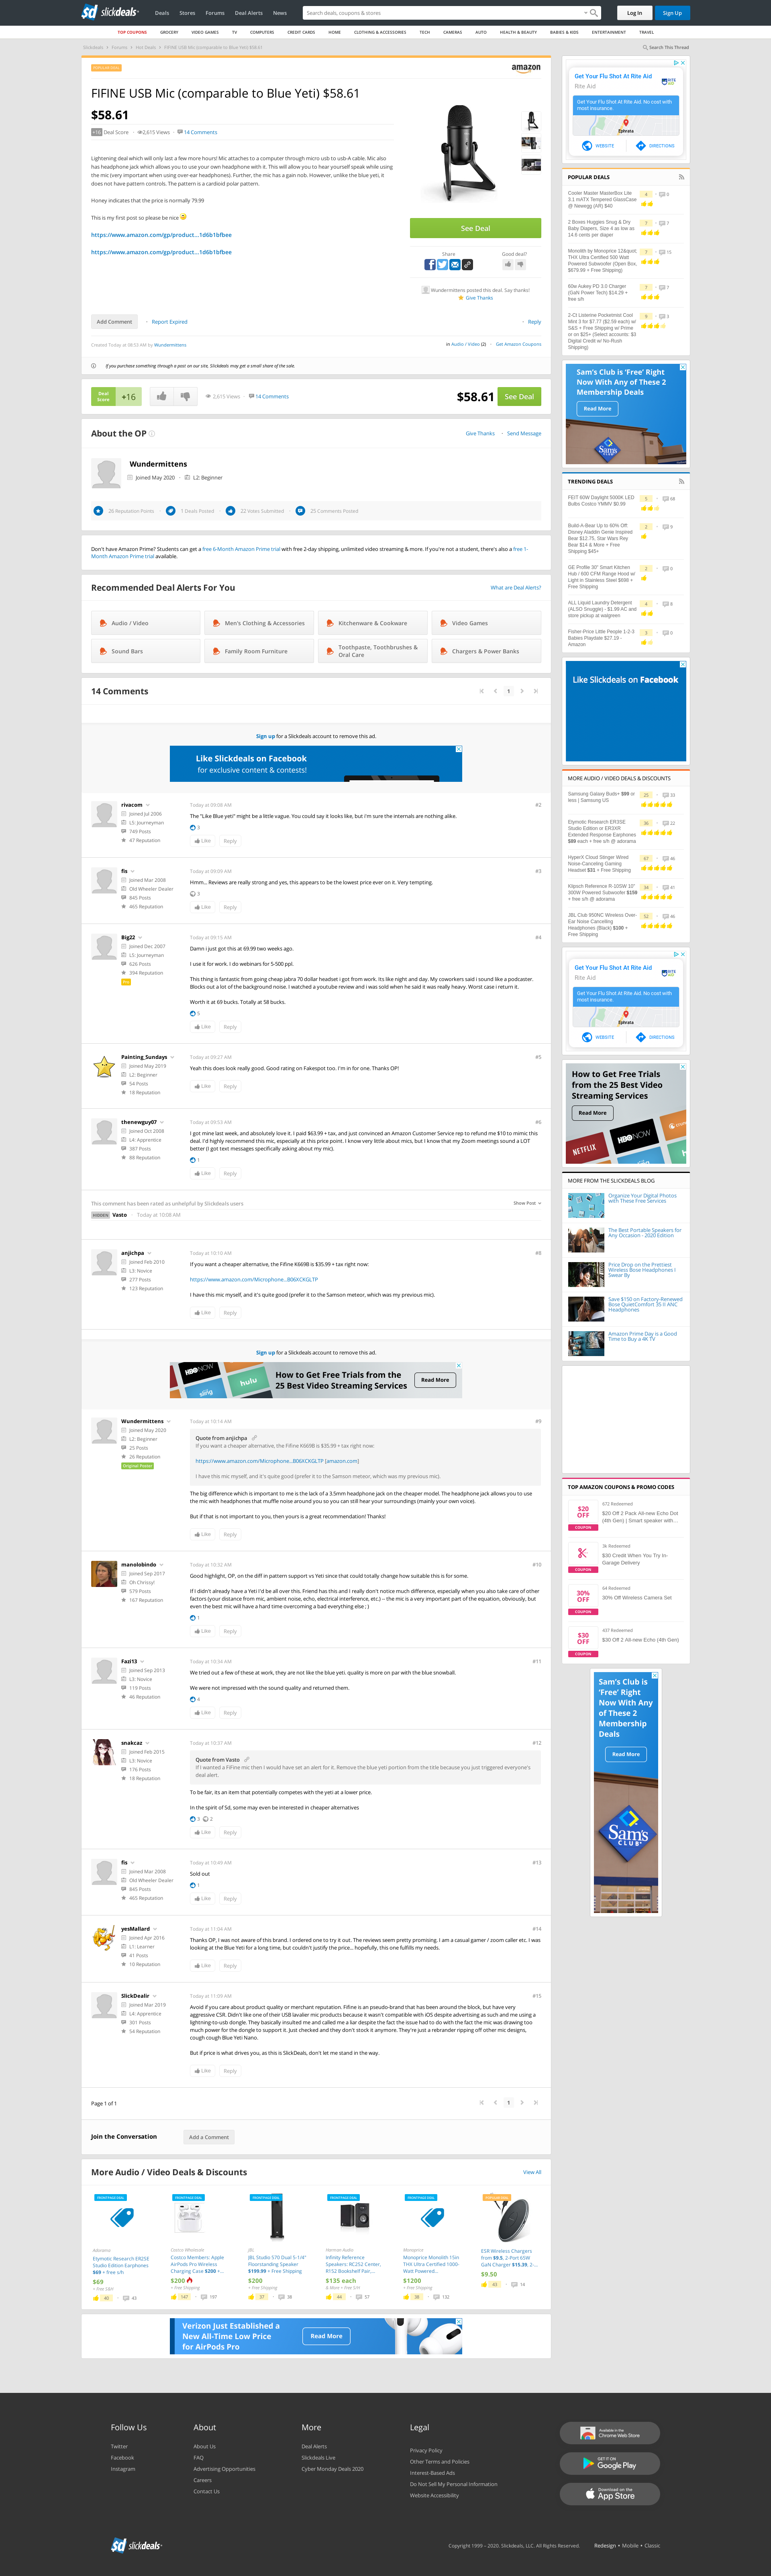 sd slickdeals
Deals
Stores
Forums
Deal Alerts
News
Search deals, coupons & stores
Log In
Sign Up
TOP COUPONS
GROCERY
VIDEO GAMES
TV
COMPUTERS
CREDIT CARDS
HOME
CLOTHING & ACCESSORIES
TECH
CAMERAS
AUTO
HEALTH & BEAUTY
BABIES & KIDS
ENTERTAINMENT
TRAVEL
Slickdeals > Forums > Hot Deals > FIFINE USB Mic (comparable to Blue Yeti) $58.61
Search This Thread
amazon
FIFINE USB Mic (comparable to Blue Yeti) $58.61
$58.61
+16 Deal Score
2,615 Views
14 Comments
Lightening deal which will only last a few more hours! Mic attaches to a computer through micro usb to usb-A cable. Mic also
has headphone jack which allows you to use your own headphone with it. This will allow you to hear your own voice speak while using
the mic (very important when using over-ear headphones). Further, the mic has a gain nob. However, unlike the blue yeti, it
does not have pattern controls. The pattern is a cardioid polar pattern.
Honey indicates that the price is normally 79.99
This is my first post so please be nice
https://www.amazon.com/gp/product...1d6b1bfbee
https://www.amazon.com/gp/product...1d6b1bfbee
See Deal
Share
Good deal?
Wundermittens posted this deal. Say thanks!
Give Thanks
Add Comment
Report Expired
Reply
Created Today at 08:53 AM by Wundermittens
in Audio / Video (2)
Get Amazon Coupons
If you purchase something through a post on our site, Slickdeals may get a small share of the sale.
Deal Score +16
2,615 Views
14 Comments
$58.61
See Deal
About the OP
Give Thanks
Send Message
Wundermittens
Joined May 2020
L2: Beginner
26 Reputation Points
1 Deals Posted
22 Votes Submitted
25 Comments Posted
Don't have Amazon Prime? Students can get a free 6-Month Amazon Prime trial with free 2-day shipping, unlimited video streaming & more. If you're not a student, there's also a free 1-
Month Amazon Prime trial available.
Recommended Deal Alerts For You
What are Deal Alerts?
Audio / Video
Men's Clothing & Accessories
Kitchenware & Cookware
Video Games
Sound Bars
Family Room Furniture
Toothpaste, Toothbrushes & Oral Care
Chargers & Power Banks
14 Comments
1
Sign up for a Slickdeals account to remove this ad.
Like Slickdeals on Facebook
for exclusive content & contests!
rivacom
Joined Jul 2006
L5: Journeyman
749 Posts
47 Reputation
Today at 09:08 AM
#2
The "Like Blue Yeti" might be a little vague. You could say it looks like, but i'm sure the internals are nothing alike.
3
Like
Reply
fis
Joined Mar 2008
Old Wheeler Dealer
845 Posts
465 Reputation
Today at 09:09 AM
#3
Hmm... Reviews are really strong and yes, this appears to be the lowest price ever on it. Very tempting.
3
Like
Reply
Big22
Joined Dec 2007
L5: Journeyman
626 Posts
394 Reputation
Pro
Today at 09:15 AM
#4
Damn i just got this at 69.99 two weeks ago.
I use it for work. I do webinars for 5-500 ppl.
This thing is fantastic from going cheap jabra 70 dollar headset I got from work. Its like night and day. My coworkers said i sound like a podcaster.
Blocks out a lot of the background noise. I watched a youtube review and i was sold when he said it was really heavy. Worst case i return it.
Worth it at 69 bucks. Totally at 58 bucks.
5
Like
Reply
Painting_Sundays
Joined May 2019
L2: Beginner
54 Posts
18 Reputation
Today at 09:27 AM
#5
Yeah this does look really good. Good rating on Fakespot too. I'm in for one. Thanks OP!
Like
Reply
thenewguy07
Joined Oct 2008
L4: Apprentice
387 Posts
88 Reputation
Today at 09:53 AM
#6
I got mine last week, and absolutely love it. I paid $63.99 + tax, and just convinced an Amazon Customer Service rep to refund me $10 to mimic this
deal. I'd highly recommend this mic, especially at this price point. I know very little about mics, but I know that my Zoom meetings sound a LOT
better (I got text messages specifically asking about my mic).
1
Like
Reply
This comment has been rated as unhelpful by Slickdeals users
Show Post
HIDDEN Vasto Today at 10:08 AM
anjichpa
Joined Feb 2010
L3: Novice
277 Posts
123 Reputation
Today at 10:10 AM
#8
If you want a cheaper alternative, the Fifine K669B is $35.99 + tax right now:
https://www.amazon.com/Microphone...B06XCKGLTP
I have this mic myself, and it's quite good (prefer it to the Samson meteor, which was my previous mic).
Like
Reply
Sign up for a Slickdeals account to remove this ad.
HBO NOW
hulu
How to Get Free Trials from the
25 Best Video Streaming Services
Read More
Wundermittens
Joined May 2020
L2: Beginner
25 Posts
26 Reputation
Original Poster
Today at 10:14 AM
#9
Quote from anjichpa
If you want a cheaper alternative, the Fifine K669B is $35.99 + tax right now:
https://www.amazon.com/Microphone...B06XCKGLTP [amazon.com]
I have this mic myself, and it's quite good (prefer it to the Samson meteor, which was my previous mic).
The big difference which is important to me is the lack of a 3.5mm headphone jack on the cheaper model. The headphone jack allows you to use
the mic with headphones that muffle noise around you so you can still hear your surroundings (mainly your own voice).
But if that is not important to you, then yours is a great recommendation! Thanks!
Like
Reply
manolobindo
Joined Sep 2017
Oh Chrissy!
579 Posts
167 Reputation
Today at 10:32 AM
#10
Good highlight, OP, on the diff in pattern support vs Yeti since that could totally change how suitable this is for some.
If I didn't already have a Yeti I'd be all over this. Friend has this and I really don't notice much difference, especially when you also take care of other
factors (your distance from mic, ambient noise, echo, electrical interference, etc.) -- the mic is a very important part of the equation, obviously, but
even the best mic will have a hard time overcoming a bad everything else ; )
1
Like
Reply
Fazi13
Joined Sep 2013
L3: Novice
119 Posts
46 Reputation
Today at 10:34 AM
#11
We tried out a few of these at work, they are not like the blue yeti. quality is more on par with the blue snowball.
We were not impressed with the sound quality and returned tham.
4
Like
Reply
snakcaz
Joined Feb 2015
L3: Novice
176 Posts
18 Reputation
Today at 10:37 AM
#12
Quote from Vasto
If I wanted a FIFine mic then I would have set an alert for it. Remove the blue yeti portion from the title because you just triggered everyone's
deal alert.
To be fair, its an item that potentially competes with the yeti at a lower price.
In the spirit of Sd, some may even be interested in cheaper alternatives
3 2
Like
Reply
fis
Joined Mar 2008
Old Wheeler Dealer
845 Posts
465 Reputation
Today at 10:49 AM
#13
Sold out
1
Like
Reply
yesMallard
Joined Apr 2016
L1: Learner
41 Posts
10 Reputation
Today at 11:04 AM
#14
Thanks OP, I was not aware of this brand. I ordered one to try it out, The reviews seem pretty promising. I am a casual gamer / zoom caller etc. I was
looking at the Blue Yeti for a long time, but couldn't justify the price... hopefully, this one fulfills my needs.
Like
Reply
SlickDealir
Joined Mar 2019
L4: Apprentice
301 Posts
54 Reputation
Today at 11:09 AM
#15
Avoid if you care about product quality or merchant reputation. Fifine is an pseudo-brand that has been around the block, but have very
aggressive CSR. Didn't like one of their USB lavalier mic products because it wasn't compatible with iOS despite advertising as such and me using a
lightning-to-usb dongle. They basically insulted me and called me a liar despite the fact the issue had to do with the fact the mic was drawing too
much power for the dongle to support it. Just checked and they don't stock it anymore. They're just a rebrander ripping off other mic designs,
cough cough Blue Yeti Nano.
But if price is what drives you, as this is SlickDeals, don't let me stand in the way.
Like
Reply
Page 1 of 1
1
Join the Conversation
Add a Comment
More Audio / Video Deals & Discounts
View All
FRONTPAGE DEAL
Adorama
Etymotic Research ER2SE
Studio Edition Earphones
$69 + free s/h
$69
+ Free S&H
40 43
FRONTPAGE DEAL
Costco Wholesale
Costco Members: Apple
AirPods Pro Wireless
Charging Case $200 +...
$200
+ Free Shipping
147 197
FRONTPAGE DEAL
JBL
JBL Studio 570 Dual 5-1/4"
Floorstanding Speaker
$199.99 + Free Shipping
$200
+ Free Shipping
37 38
FRONTPAGE DEAL
Harman Audio
Infinity Reference
Speakers: RC252 Center,
R152 Bookshelf Pair,...
$135 each
& More + Free S/H
44 57
FRONTPAGE DEAL
Monoprice
Monoprice Monolith 15in
THX Ultra Certified 1000-
Watt Powered...
$1200
+ Free Shipping
38 132
ESR Wireless Chargers
from $9.5, 2-Port 65W
GaN Charger $15.39, 2-...
$9.50
43 14
Verizon Just Established a
New All-Time Low Price
for AirPods Pro
Read More
Get Your Flu Shot At Rite Aid
Rite Aid
Get Your Flu Shot At Rite Aid. No cost with
most insurance.
Ephrata
WEBSITE
DIRECTIONS
POPULAR DEALS
Cooler Master MasterBox Lite
3.1 mATX Tempered GlassCase
@ Newegg (AR) $40
2 Boxes Huggies Snug & Dry
Baby Diapers, Size 4 as low as
14.6 cents per diaper
Monolith by Monoprice 12&quot;
THX Ultra Certified 500 Watt
Powered Subwoofer (Open Box,
$679.99 + Free Shipping)
60w Aukey PD 3.0 Charger
(GaN Power Tech) $14.29 +
free s/h
2-Ct Listerine Pocketmist Cool
Mint 3 for $7.77 ($2.59 each) w/
S&S + Free Shipping w/ Prime
or on $25+ (Select accounts: $3
Digital Credit w/ No-Rush
Shipping)
Sam's Club is 'Free' Right
Now With Any of These 2
Membership Deals
Read More
Sam's
TRENDING DEALS
FEIT 60W Daylight 5000K LED
Bulbs Costco YMMV $0.99
Build-A-Bear Up to 60% Off:
Disney Aladdin Genie Inspired
Bear $12.75, Star Wars Rey
Bear $14 & More + Free
Shipping $45+
GE Profile 30" Smart Kitchen
Hub / 600 CFM Range Hood w/
Light in Stainless Steel $898 +
Free Shipping
ALL Liquid Laundry Detergent
(ALSO Snuggle) - $1.99 AC and
store pickup at walgreen
Fisher-Price Little People 1-2-3
Babies Playdate $27.19 -
Amazon
Like Slickdeals on Facebook
MORE AUDIO / VIDEO DEALS & DISCOUNTS
Samsung Galaxy Buds+ $99 or
less | Samsung US
Etymotic Research ER3SE
Studio Edition or ER3XR
Extended Response Earphones
$89 each + free s/h @ adorama
HyperX Cloud Stinger Wired
Noise-Canceling Gaming
Headset $31 + Free Shipping
Klipsch Reference R-10SW 10"
300W Powered Subwoofer $158
+ free s/h @ adorama
JBL Club 950NC Wireless Over-
Ear Noise Cancelling
Headphones (Black) $100 +
Free Shipping
Get Your Flu Shot At Rite Aid
Rite Aid
Get Your Flu Shot At Rite Aid. No cost with
most insurance.
Ephrata
WEBSITE
DIRECTIONS
How to Get Free Trials
from the 25 Best Video
Streaming Services
Read More
HBO NOW
NETFLIX
MORE FROM THE SLICKDEALS BLOG
Organize Your Digital Photos
with These Free Services
The Best Portable Speakers for
Any Occasion - 2020 Edition
Price Drop on the Prettiest
Wireless Bose Headphones I
Swear By
Save $150 on Factory-Renewed
Bose QuietComfort 35 II ANC
Headphones
Amazon Prime Day is a Good
Time to Buy a 4K TV
TOP AMAZON COUPONS & PROMO CODES
$20 OFF
COUPON
672 Redeemed
$20 Off 2 Pack All-new Echo Dot
(4th Gen) | Smart speaker with...
COUPON
3k Redeemed
$30 Credit When You Try In-
Garage Delivery
30% OFF
COUPON
64 Redeemed
30% Off Wireless Camera Set
$30 OFF
COUPON
407 Redeemed
$30 Off 2 All-new Echo (4th Gen)
Sam's Club is
'Free' Right
Now With Any
of These 2
Membership
Deals
Read More
Sam's
Follow Us
Twitter
Facebook
Instagram
About
About Us
FAQ
Advertising Opportunities
Careers
Contact Us
More
Deal Alerts
Slickdeals Live
Cyber Monday Deals 2020
Legal
Privacy Policy
Other Terms and Policies
Interest-Based Ads
Do Not Sell My Personal Information
Website Accessibility
Available in the
Chrome Web Store
GET IT ON
Google Play
Download on the
App Store
sd slickdeals
Copyright 1999 – 2020. Slickdeals, LLC. All Rights Reserved.
Redesign • Mobile • Classic